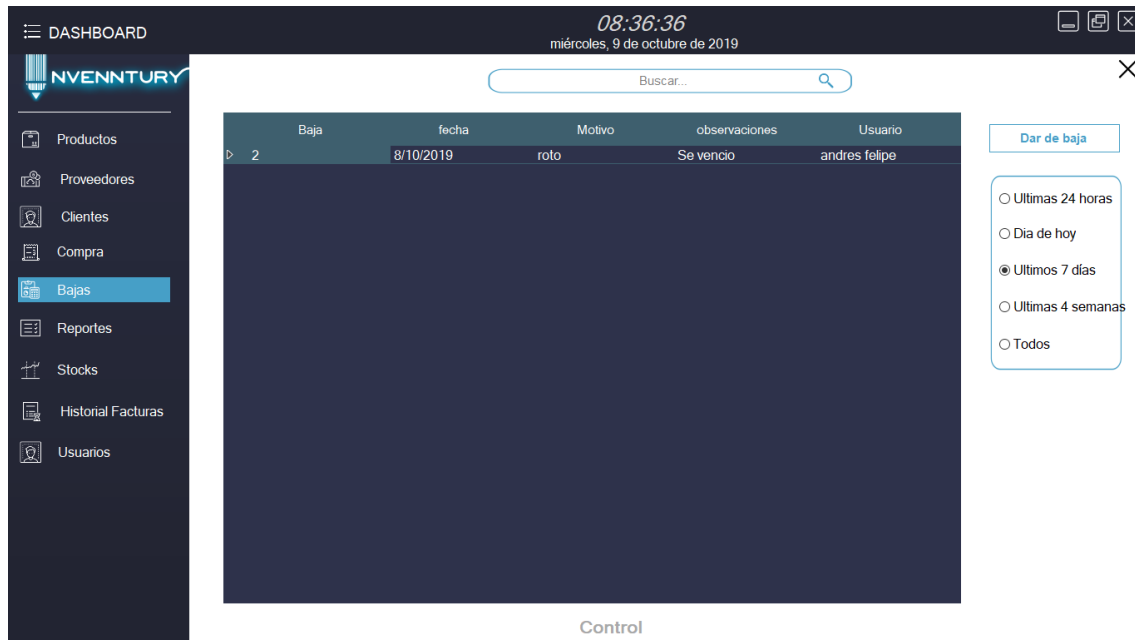 DASHBOARD
08:36:36
miércoles, 9 de octubre de 2019
NVENNTURY
Buscar...
Productos
Proveedores
Clientes
Compra
Bajas
Reportes
Stocks
Historial Facturas
Usuarios
Baja fecha Motivo observaciones Usuario
2 8/10/2019 roto Se vencio andres felipe
Dar de baja
Ultimas 24 horas
Dia de hoy
Ultimos 7 días
Ultimas 4 semanas
Todos
Control